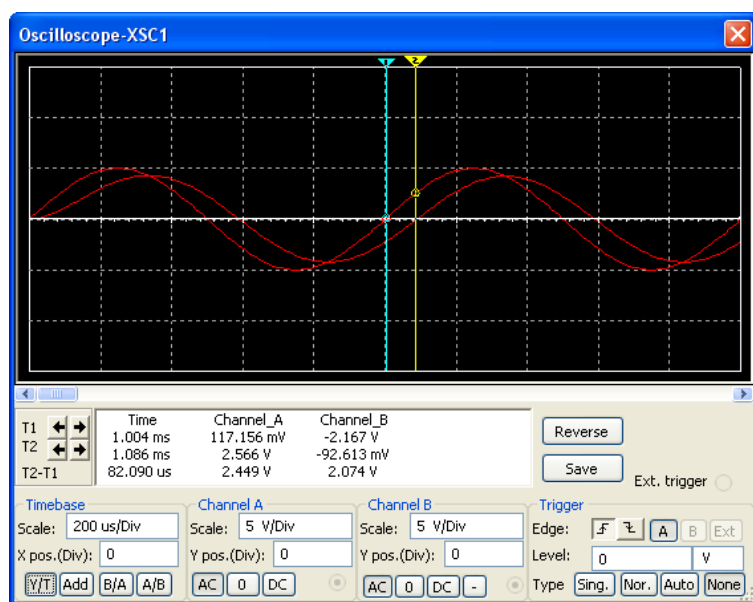 Oscilloscope-XSC1
1 2
T1
T2
T2-T1
Time Channel_A Channel_B
1.004 ms 117.156 mV -2.167 V
1.086 ms 2.566 V -92.613 mV
82.090 us 2.449 V 2.074 V
Reverse
Save
Ext. trigger
Timebase
Scale: 200 us/Div
X pos.(Div): 0
Y/T Add B/A A/B
Channel A
Scale: 5 V/Div
Y pos.(Div): 0
AC 0 DC
Channel B
Scale: 5 V/Div
Y pos.(Div): 0
AC 0 DC -
Trigger
Edge: A B Ext
Level: 0 V
Type Sing. Nor. Auto None